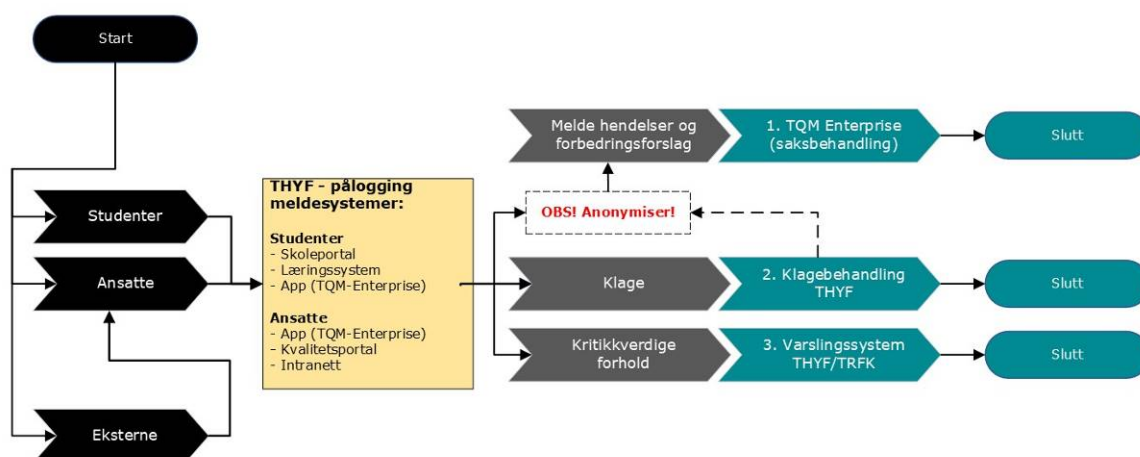 Start
Studenter
Ansatte
Eksterne
THYF - pålogging
meldesystemer:
Studenter
- Skoleportal
- Læringssystem
- App (TQM-Enterprise)
Ansatte
- App (TQM-Enterprise)
- Kvalitetsportal
- Intranett
Melde hendelser og
forbedringsforslag
1. TQM Enterprise
(saksbehandling)
Slutt
OBS! Anonymiser!
Klage
2. Klagebehandling
THYF
Slutt
Kritikkverdige
forhold
3. Varslingssystem
THYF/TRFK
Slutt